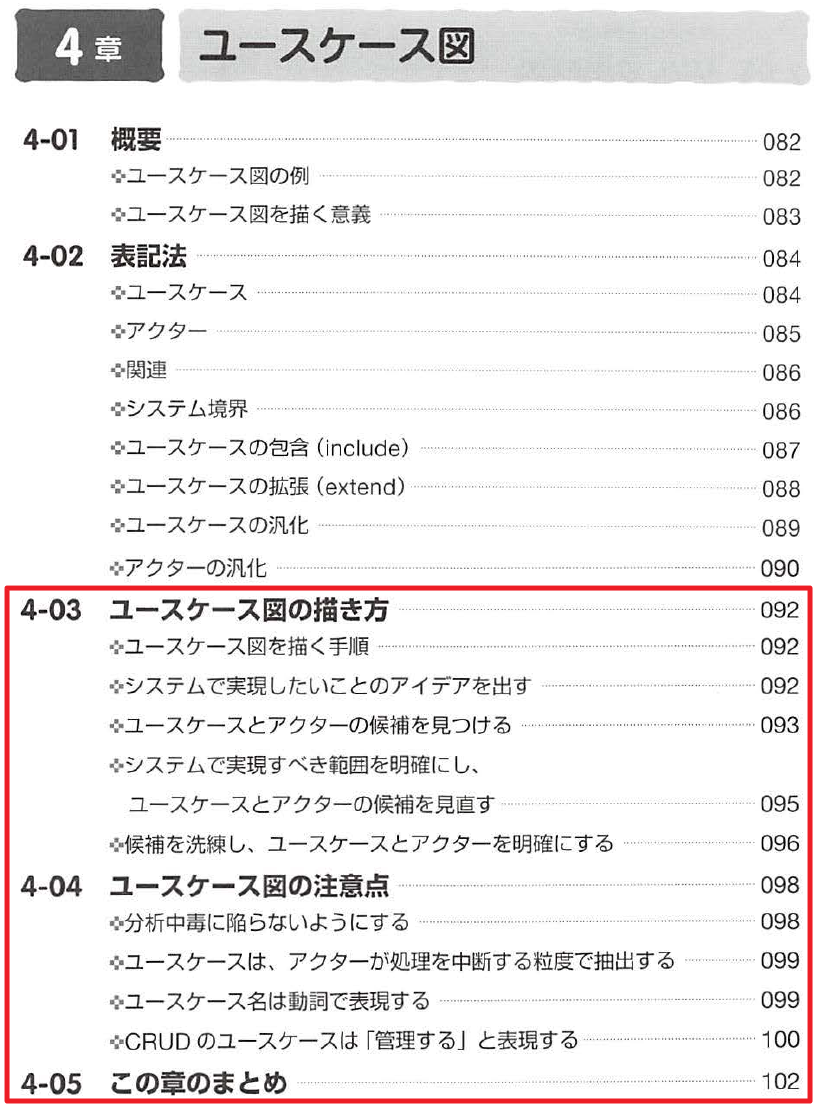 4章 ユースケース図
4-01 概要 082
ユースケース図の例 082
ユースケース図を描く意義 083
4-02 表記法 084
ユースケース 084
アクター 085
関連 086
システム境界 086
ユースケースの包含(include) 087
ユースケースの拡張(extend) 088
ユースケースの汎化 089
アクターの汎化 090
4-03 ユースケース図の描き方 092
ユースケース図を描く手順 092
システムで実現したいことのアイデアを出す 092
ユースケースとアクターの候補を見つける 093
システムで実現すべき範囲を明確にし、
ユースケースとアクターの候補を見直す 095
候補を洗練し、ユースケースとアクターを明確にする 096
4-04 ユースケース図の注意点 098
分析中毒に陥らないようにする 098
ユースケースは、アクターが処理を中断する粒度で抽出する 099
ユースケース名は動詞で表現する 099
CRUDのユースケースは「管理する」と表現する 100
4-05 この章のまとめ 102